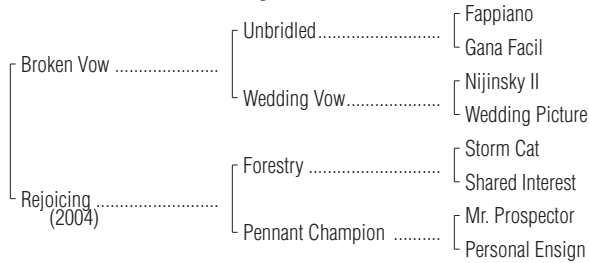 Fappiano
Unbridled
Gana Facil
Broken Vow
Nijinsky II
Wedding Vow
Wedding Picture
Storm Cat
Forestry
Shared Interest
Rejoicing
(2004)
Mr. Prospector
Pennant Champion
Personal Ensign